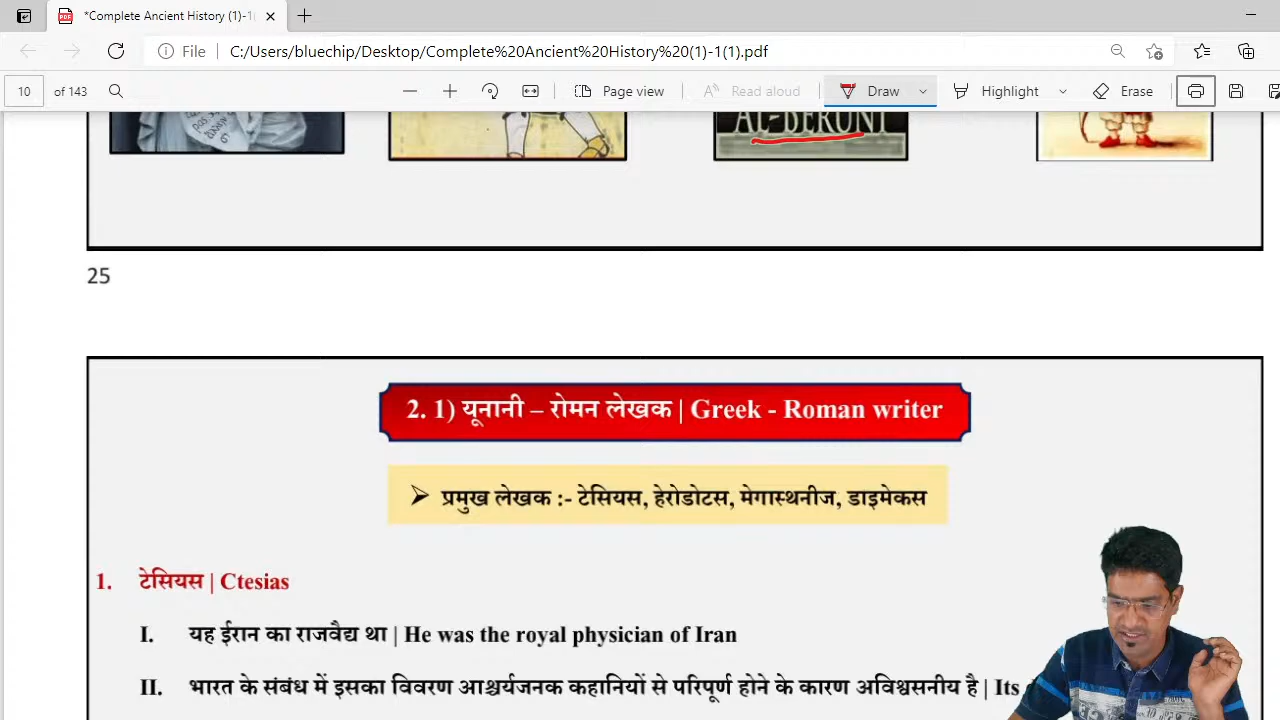 *Complete Ancient History (1)-1(
File C:/Users/bluechip/Desktop/Complete%20Ancient%20History%20(1)-1(1).pdf
10 of 143 Page view Read aloud Draw Highlight Erase
AL-BERUNI
25
2. 1) यूनानी – रोमन लेखक | Greek - Roman writer
➢ प्रमुख लेखक :- टेसियस, हेरोडोटस, मेगास्थनीज, डाइमेकस
1. टेसियस | Ctesias
I. यह ईरान का राजवैद्य था | He was the royal physician of Iran
II. भारत के संबंध में इसका विवरण आश्चर्यजनक कहानियों से परिपूर्ण होने के कारण अविश्वसनीय है | Its